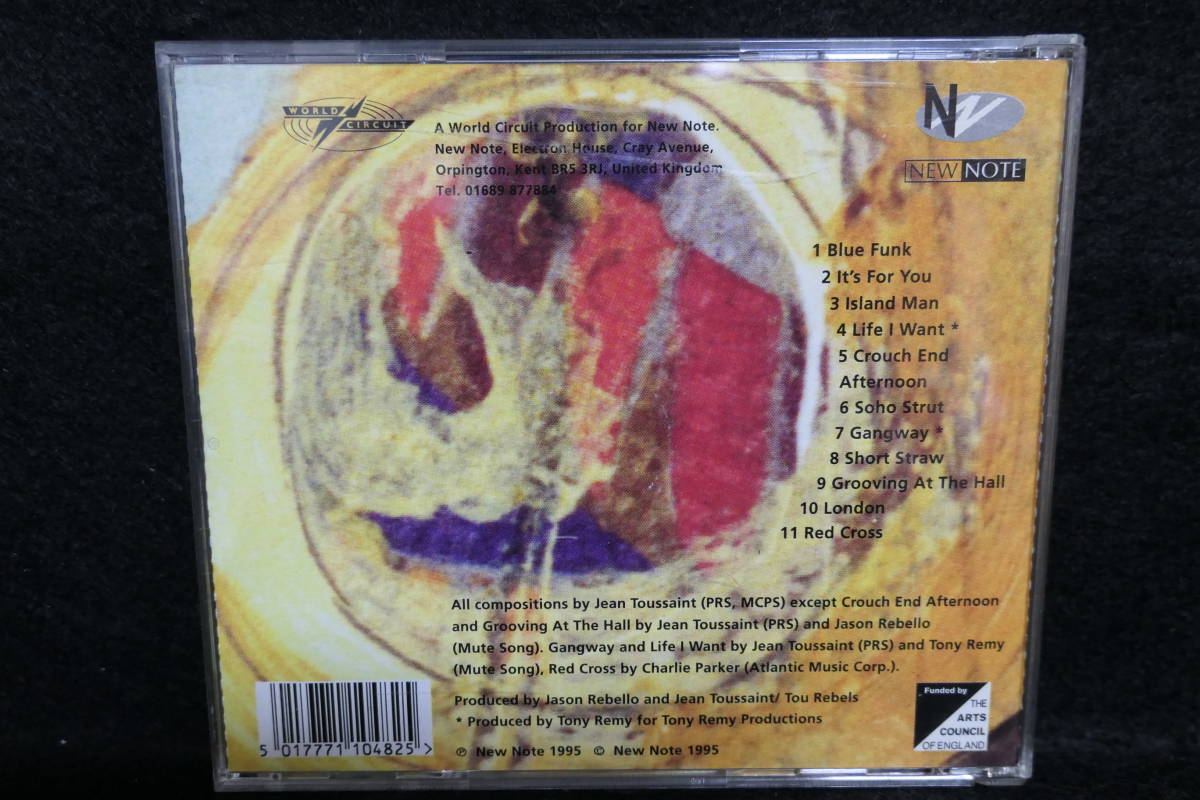 WORLD
CIRCUIT
A World Circuit Production for New Note.
New Note, Electron House, Cray Avenue,
Orpington, Kent BR5 3RJ, United Kingdom
Tel. 01689 877884
NN
NEW NOTE
1 Blue Funk
2 It's For You
3 Island Man
4 Life I Want *
5 Crouch End
Afternoon
6 Soho Strut
7 Gangway *
8 Short Straw
9 Grooving At The Hall
10 London
11 Red Cross
All compositions by Jean Toussaint (PRS, MCPS) except Crouch End Afternoon
and Grooving At The Hall by Jean Toussaint (PRS) and Jason Rebello
(Mute Song). Gangway and Life I Want by Jean Toussaint (PRS) and Tony Remy
(Mute Song), Red Cross by Charlie Parker (Atlantic Music Corp.).
Produced by Jason Rebello and Jean Toussaint/ Tou Rebels
* Produced by Tony Remy for Tony Remy Productions
℗ New Note 1995 © New Note 1995
5 017771 104825 >
Funded by
THE
ARTS
COUNCIL
OF ENGLAND